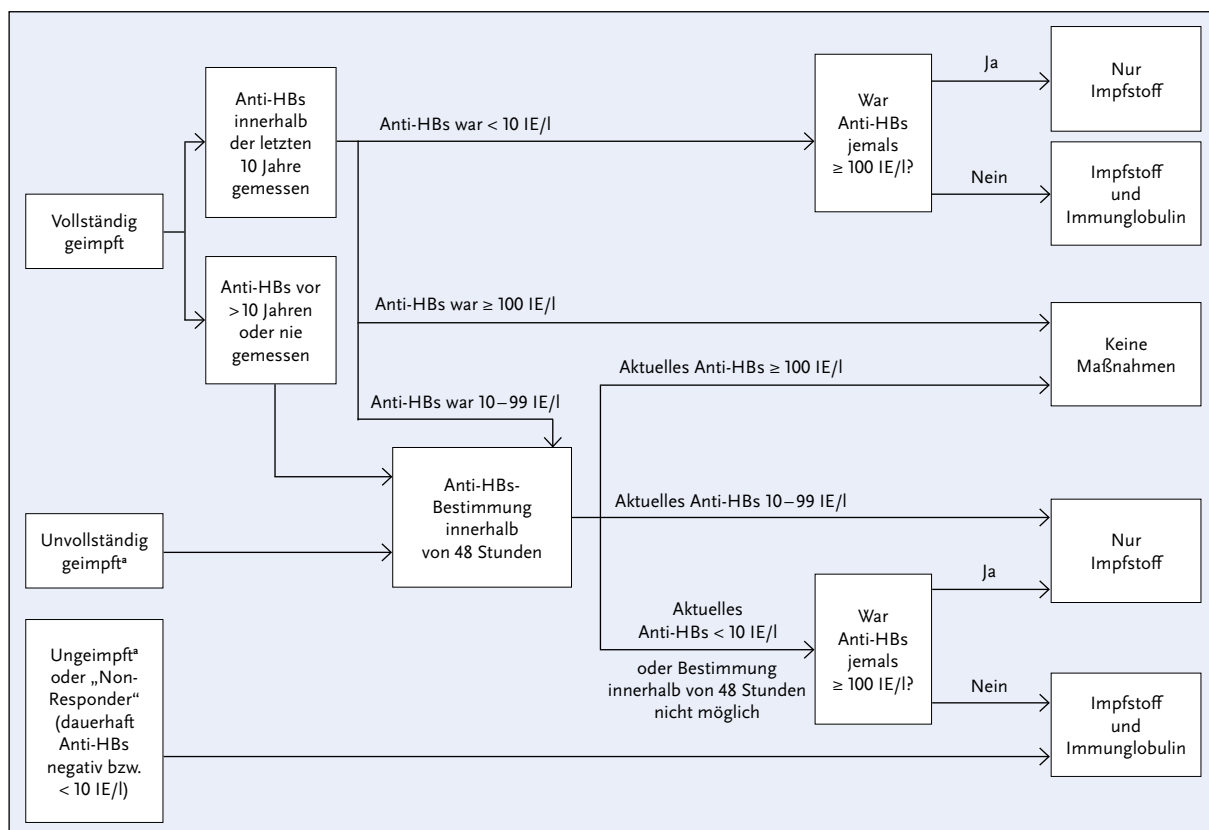 Vollständig
geimpft
Anti-HBs
innerhalb
der letzten
10 Jahre
gemessen
Anti-HBs vor
>10 Jahren
oder nie
gemessen
Anti-HBs war < 10 IE/l
War
Anti-HBs
jemals
≥ 100 IE/l?
Ja
Nur
Impfstoff
Nein
Impfstoff
und
Immunglobulin
Anti-HBs war ≥ 100 IE/l
Keine
Maßnahmen
Anti-HBs war 10–99 IE/l
Aktuelles Anti-HBs ≥ 100 IE/l
Unvollständig
geimpftª
Anti-HBs-
Bestimmung
innerhalb
von 48 Stunden
Aktuelles Anti-HBs 10–99 IE/l
Nur
Impfstoff
Aktuelles
Anti-HBs < 10 IE/l
oder Bestimmung
innerhalb von 48 Stunden
nicht möglich
War
Anti-HBs
jemals
≥ 100 IE/l?
Ja
Nein
Impfstoff
und
Immunglobulin
Ungeimpftª
oder „Non-
Responder“
(dauerhaft
Anti-HBs
negativ bzw.
< 10 IE/l)